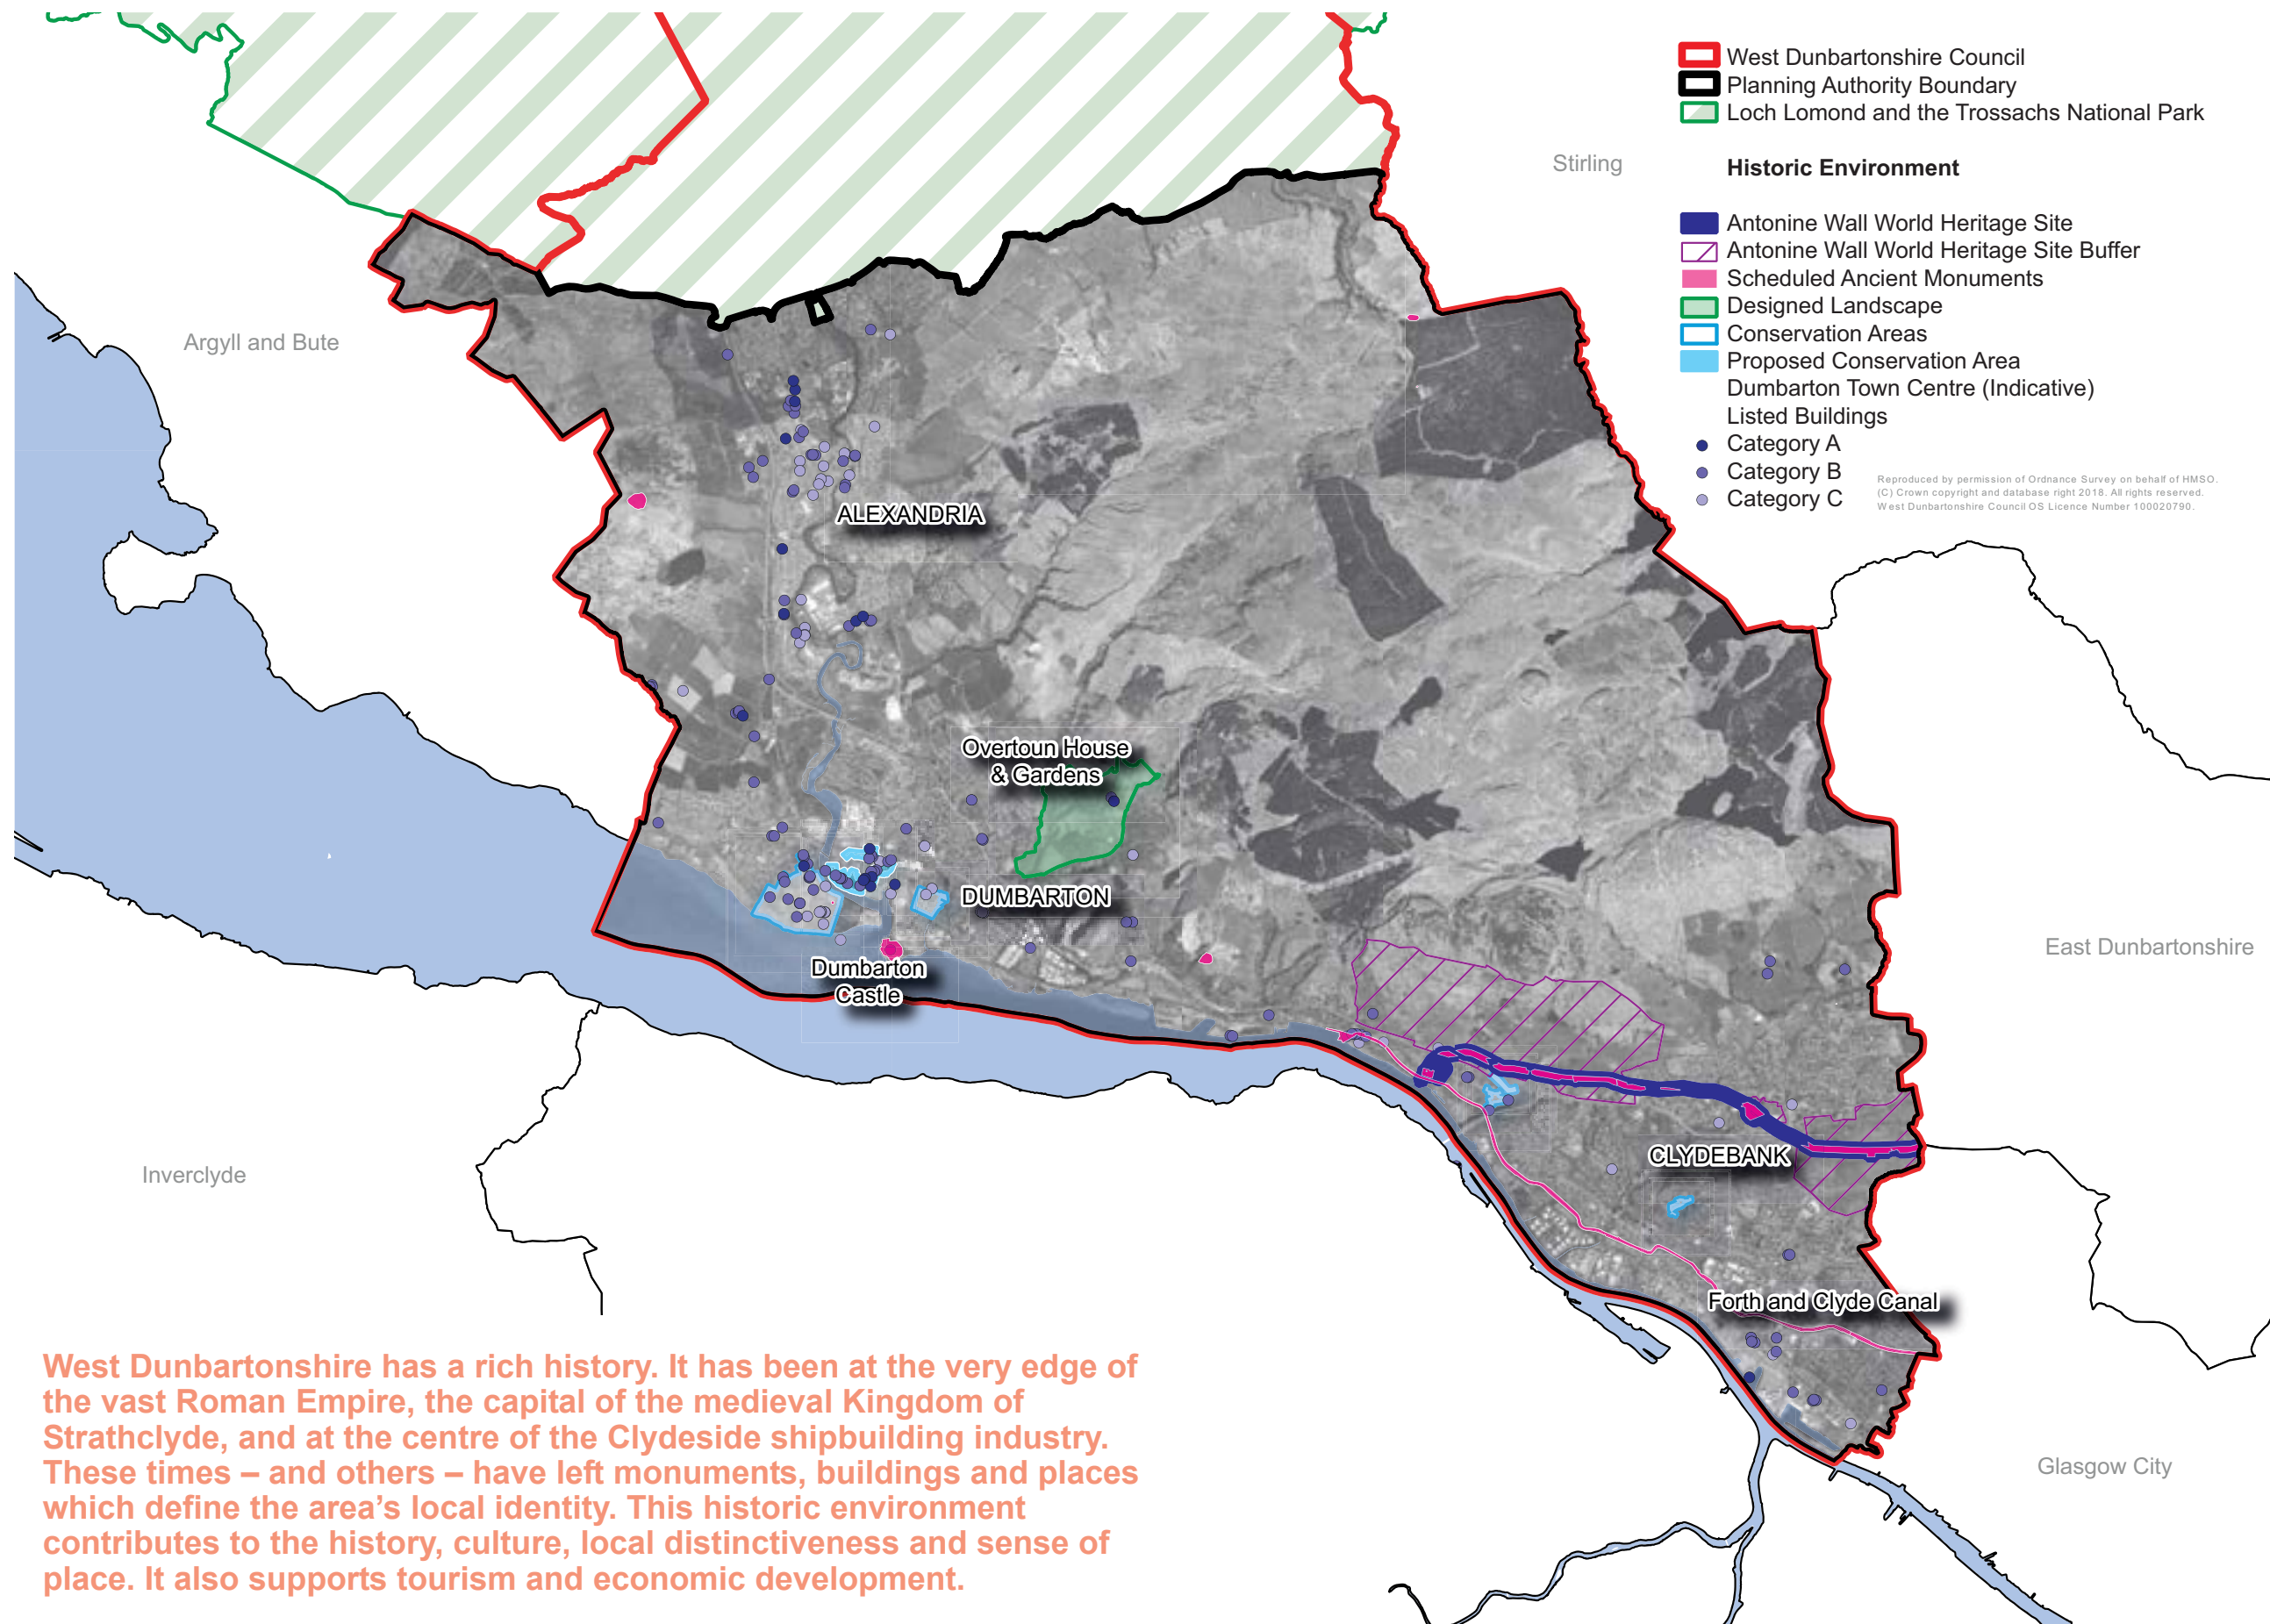 West Dunbartonshire Council
Planning Authority Boundary
Loch Lomond and the Trossachs National Park
Stirling
Historic Environment
Antonine Wall World Heritage Site
Antonine Wall World Heritage Site Buffer
Scheduled Ancient Monuments
Designed Landscape
Conservation Areas
Proposed Conservation Area
Dumbarton Town Centre (Indicative)
Listed Buildings
Category A
Category B
Category C
Reproduced by permission of Ordnance Survey on behalf of HMSO.
(C) Crown copyright and database right 2018. All rights reserved.
West Dunbartonshire Council OS Licence Number 100020790.
Argyll and Bute
ALEXANDRIA
Overtoun House
& Gardens
DUMBARTON
Dumbarton
Castle
East Dunbartonshire
CLYDEBANK
Inverclyde
Forth and Clyde Canal
Glasgow City
West Dunbartonshire has a rich history. It has been at the very edge of
the vast Roman Empire, the capital of the medieval Kingdom of
Strathclyde, and at the centre of the Clydeside shipbuilding industry.
These times – and others – have left monuments, buildings and places
which define the area’s local identity. This historic environment
contributes to the history, culture, local distinctiveness and sense of
place. It also supports tourism and economic development.